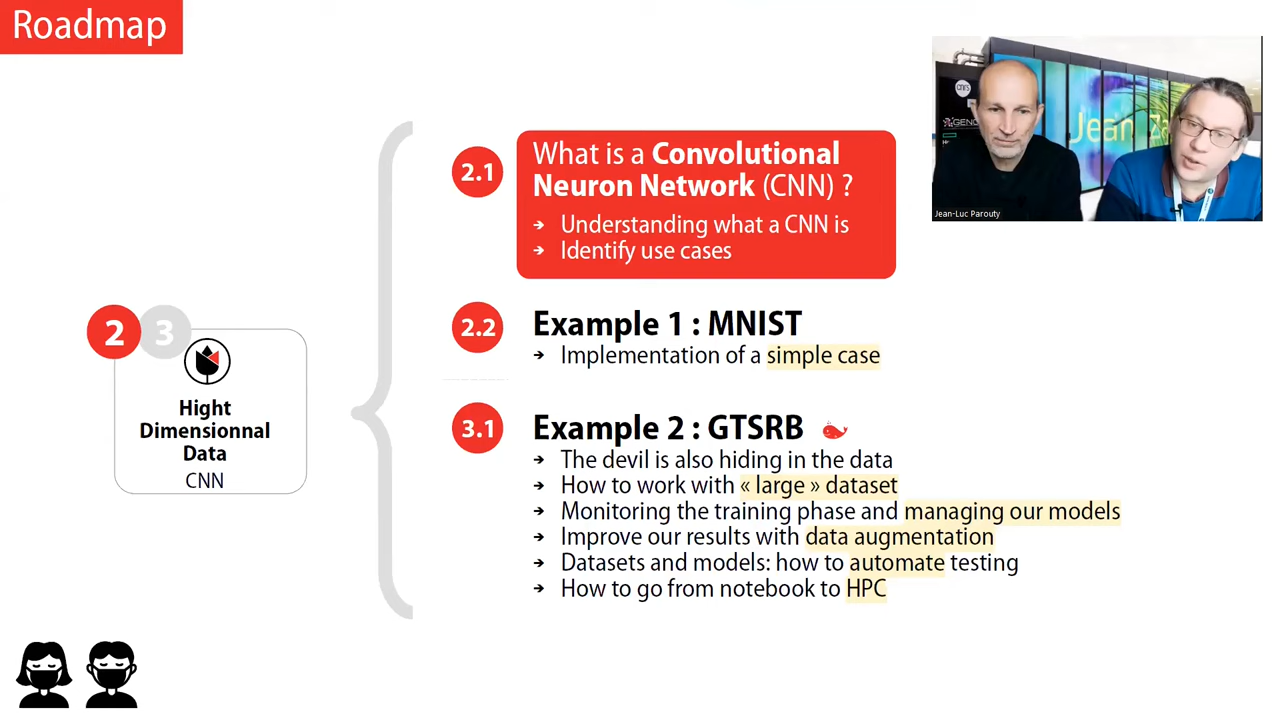 Roadmap
2.1
What is a Convolutional
Neuron Network (CNN) ?
➔ Understanding what a CNN is
➔ Identify use cases
2 3
Hight
Dimensionnal
Data
CNN
2.2
Example 1 : MNIST
➔ Implementation of a simple case
3.1
Example 2 : GTSRB
➔ The devil is also hiding in the data
➔ How to work with « large » dataset
➔ Monitoring the training phase and managing our models
➔ Improve our results with data augmentation
➔ Datasets and models: how to automate testing
➔ How to go from notebook to HPC
cnrs
GENC
Jean Za
Jean-Luc Parouty